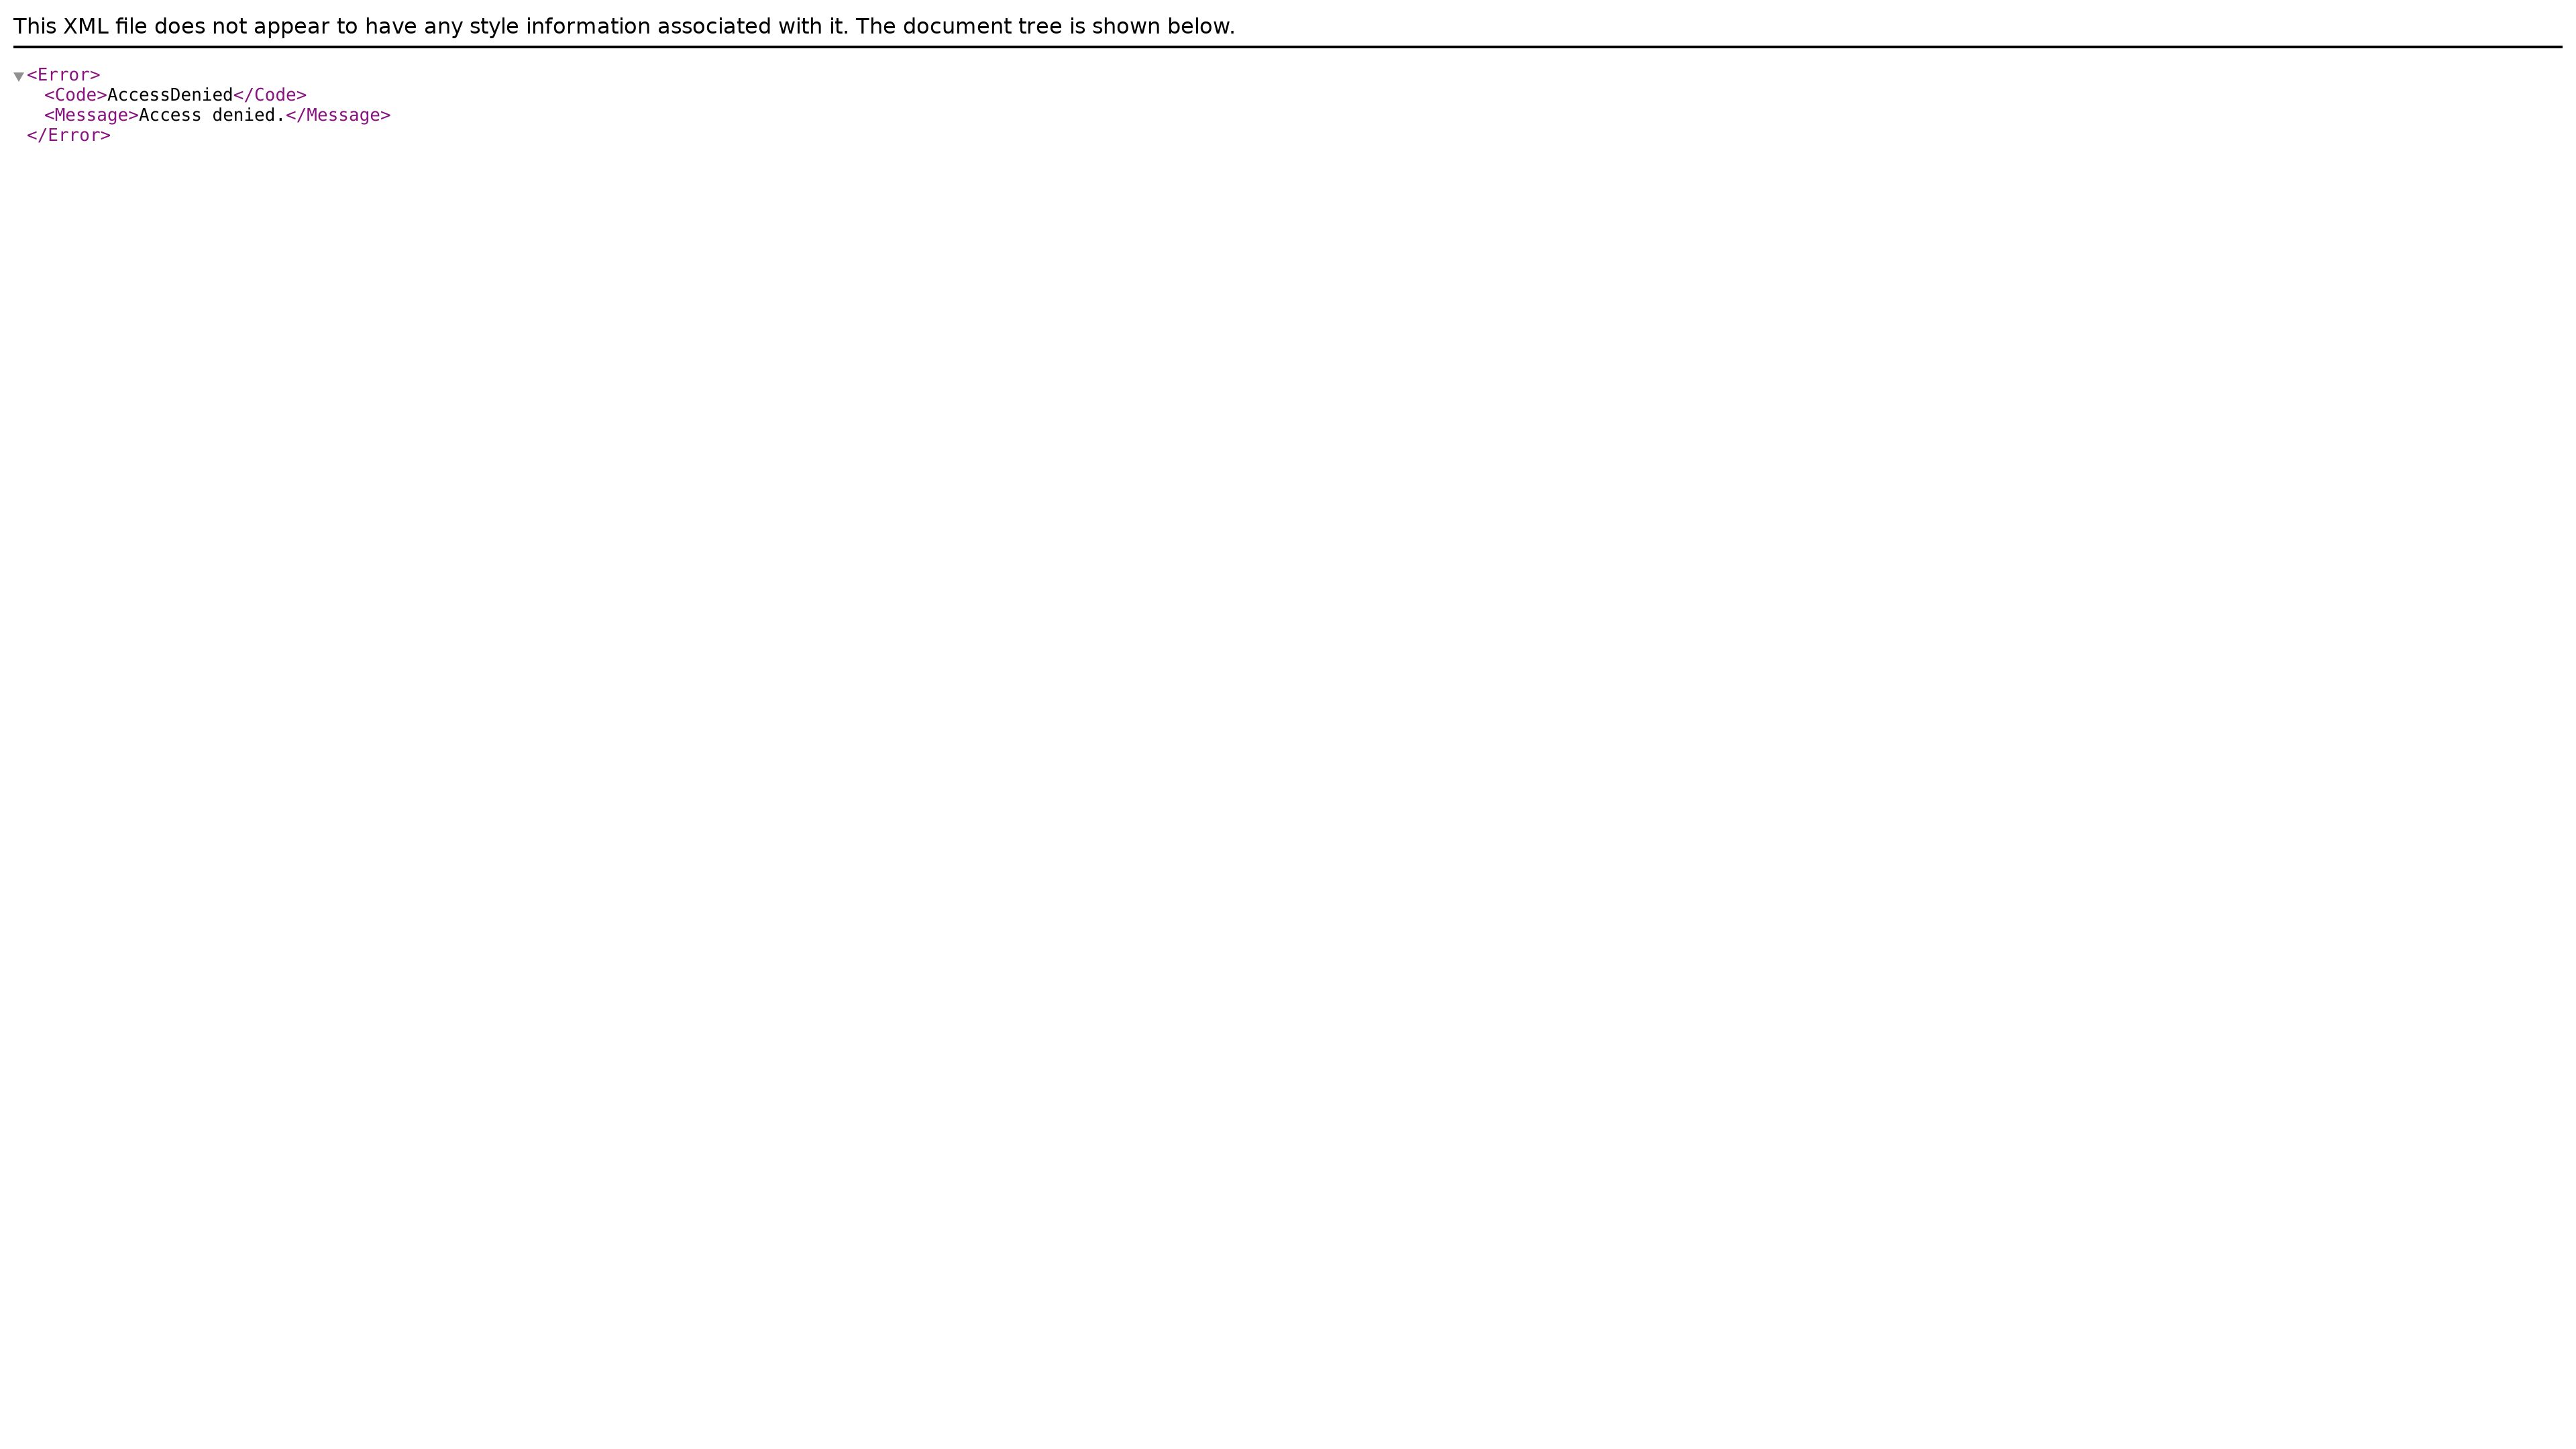 This XML file does not appear to have any style information associated with it. The document tree is shown below.
▼<Error>
<Code>AccessDenied</Code>
<Message>Access denied.</Message>
</Error>